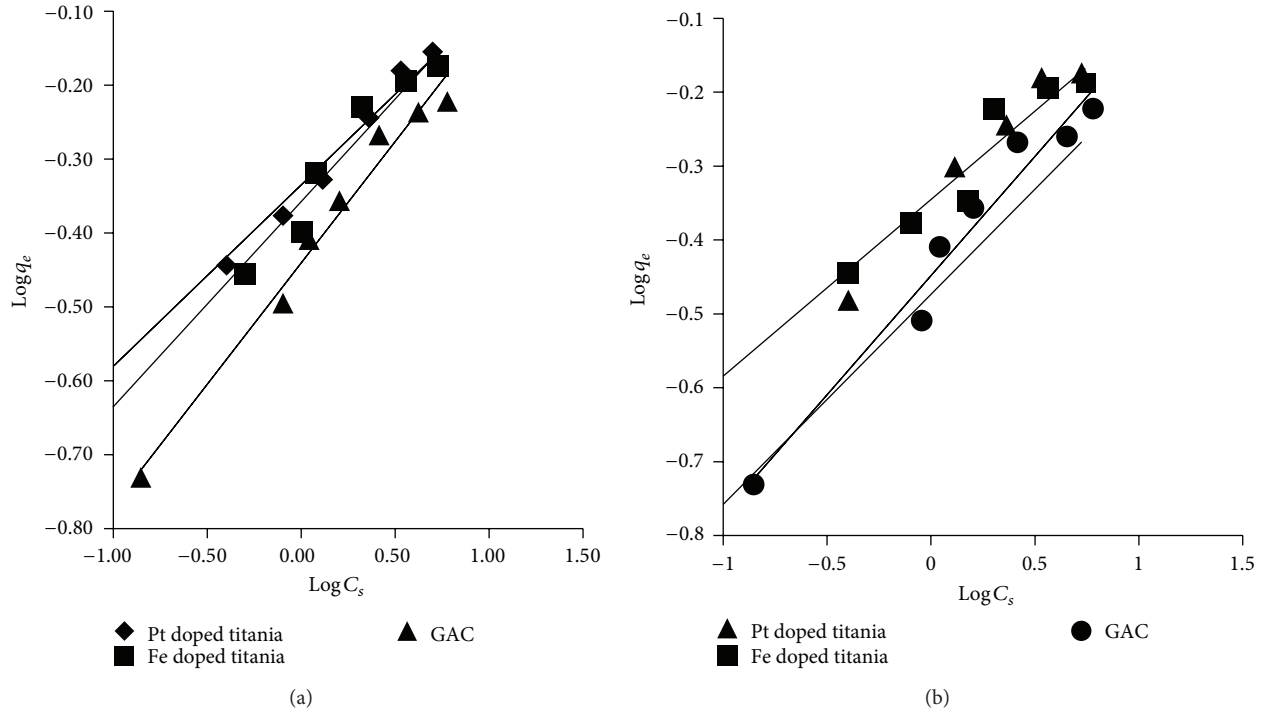 −0.10
−0.20
−0.30
−0.40
−0.50
−0.60
−0.70
−0.80
Log qe
−1.00 −0.50 0.00 0.50 1.00 1.50
Log Cs
Pt doped titania
Fe doped titania
GAC
(a)
−0.1
−0.2
−0.3
−0.4
−0.5
−0.6
−0.7
−0.8
Log qe
−1 −0.5 0 0.5 1 1.5
Log Cs
Pt doped titania
Fe doped titania
GAC
(b)